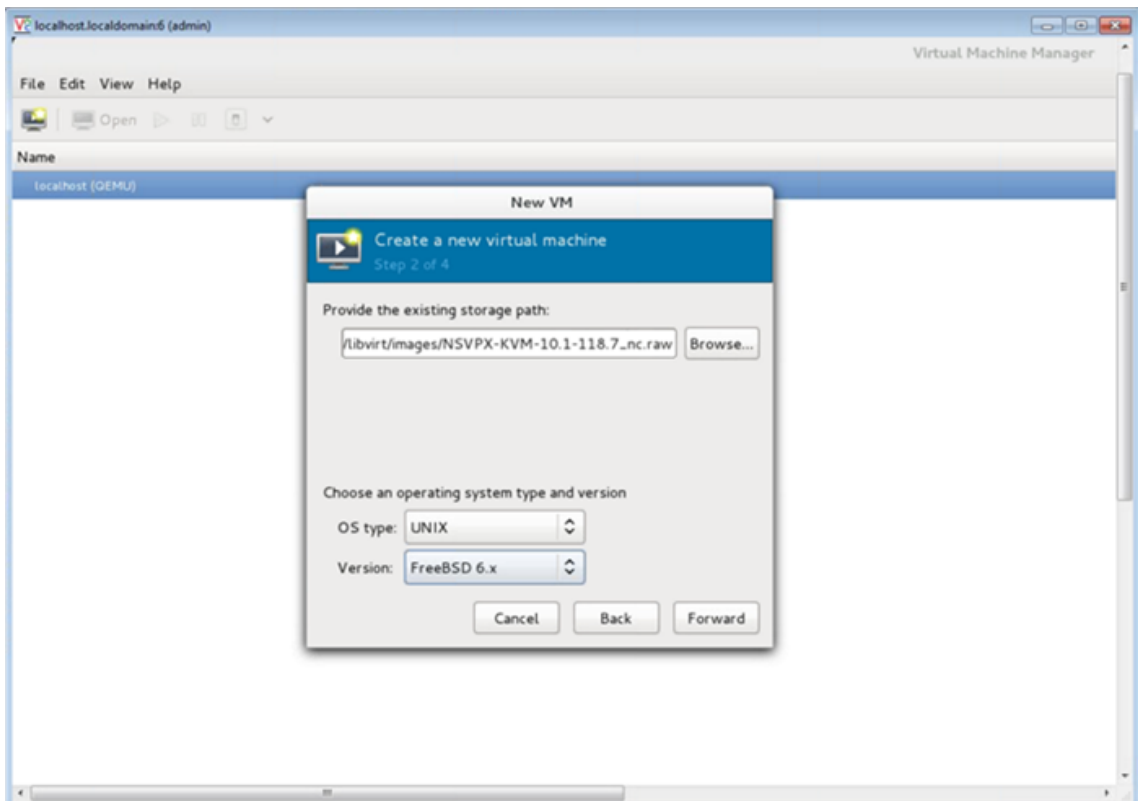 localhost.localdomain:6 (admin)
Virtual Machine Manager
File Edit View Help
Open
Name
localhost (QEMU)
New VM
Create a new virtual machine
Step 2 of 4
Provide the existing storage path:
/libvirt/images/NSVPX-KVM-10.1-118.7_nc.raw Browse...
Choose an operating system type and version
OS type: UNIX
Version: FreeBSD 6.x
Cancel Back Forward